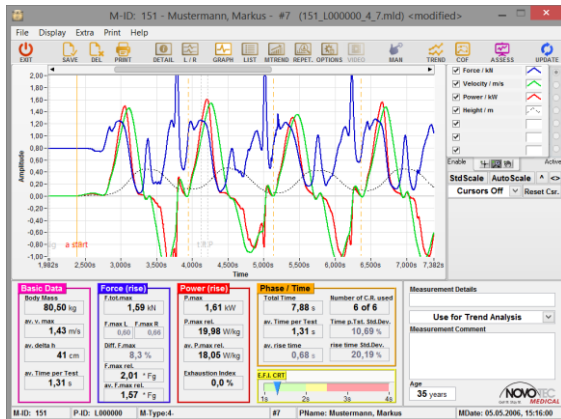 M-ID: 151 - Mustermann, Markus - #7 (151_L000000_4_7.mld) <modified>
File Display Extra Print Help
EXIT SAVE DEL PRINT DETAIL L / R GRAPH LIST MTREND REPET. OPTIONS VIDEO MAN TREND COF ASSESS UPDATE
2,00
1,80
1,60
1,40
1,20
1,00
0,80
0,60
0,40
0,20
0,00
-0,20
-0,40
-0,60
-0,80
-1,00
Amplitude
a start
1,982s 2,500s 3,000s 3,500s 4,000s 4,500s 5,000s 5,500s 6,000s 6,500s 7,382s
Time
Force / kN
Velocity / m/s
Power / kW
Height / m
Enable Active
StdScale AutoScale ^ <>
Cursors Off Reset Csr.
Basic Data
Body Mass
80,50 kg
av. v. max
1,43 m/s
av. delta h
41 cm
av. Time per Test
1,31 s
Force (rise)
F.tot.max
1,59 kN
F.max L F.max R
0,80 0,86
Diff. F.max
8,3 %
F.max rel.
2,01 * Fg
av. F.max rel.
1,57 * Fg
Power (rise)
P.max
1,61 kW
P.max rel.
19,98 W/kg
av. P.max rel.
18,05 W/kg
Exhaustion Index
0,0 %
Phase / Time
Total Time Number of C.R. used
7,88 s 6 of 6
av. Time per Test Time p.Tet. Std.Dev.
1,31 s 10,69 %
av. rise time rise time Std.Dev.
0,68 s 20,19 %
E.F.I. CRT
1s 2s 3s 4s
Measurement Details
Use for Trend Analysis
Measurement Comment
Age
35 years
NOVOTEC
MEDICAL
M-ID: 151 P-ID: L000000 M-Type:4- #7 PName: Mustermann, Markus MDate: 05.05.2006, 15:16:00